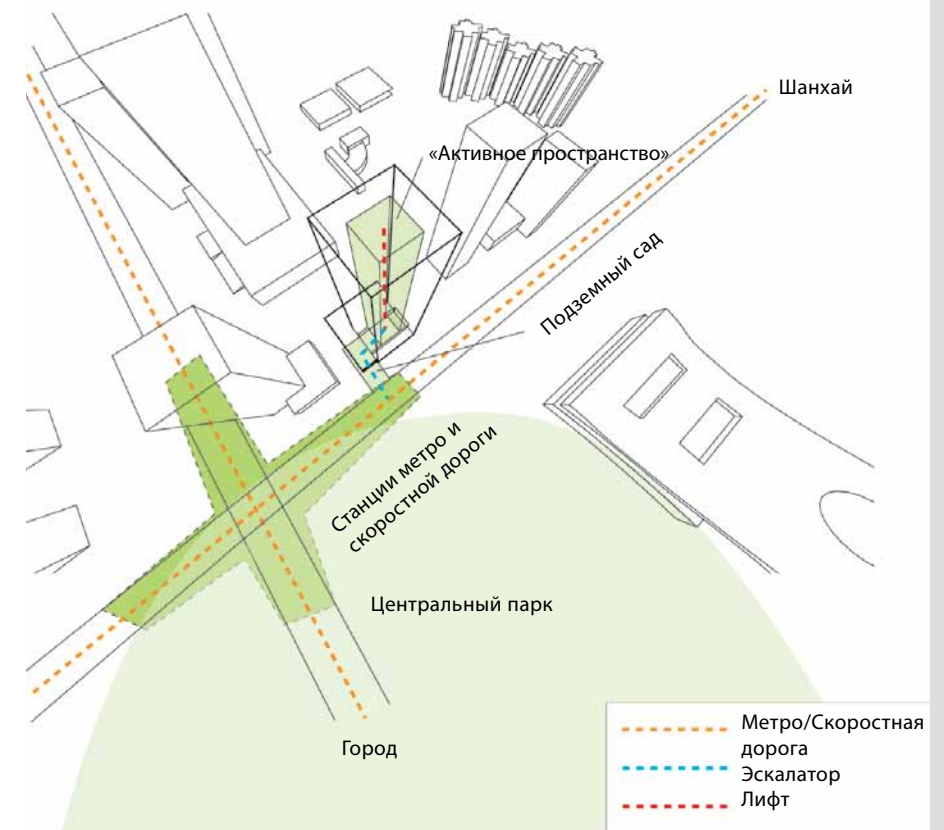 Шанхай
«Активное пространство»
Подземный сад
Станции метро и
скоростной дороги
Центральный парк
Город
Метро/Скоростная
дорога
Эскалатор
Лифт